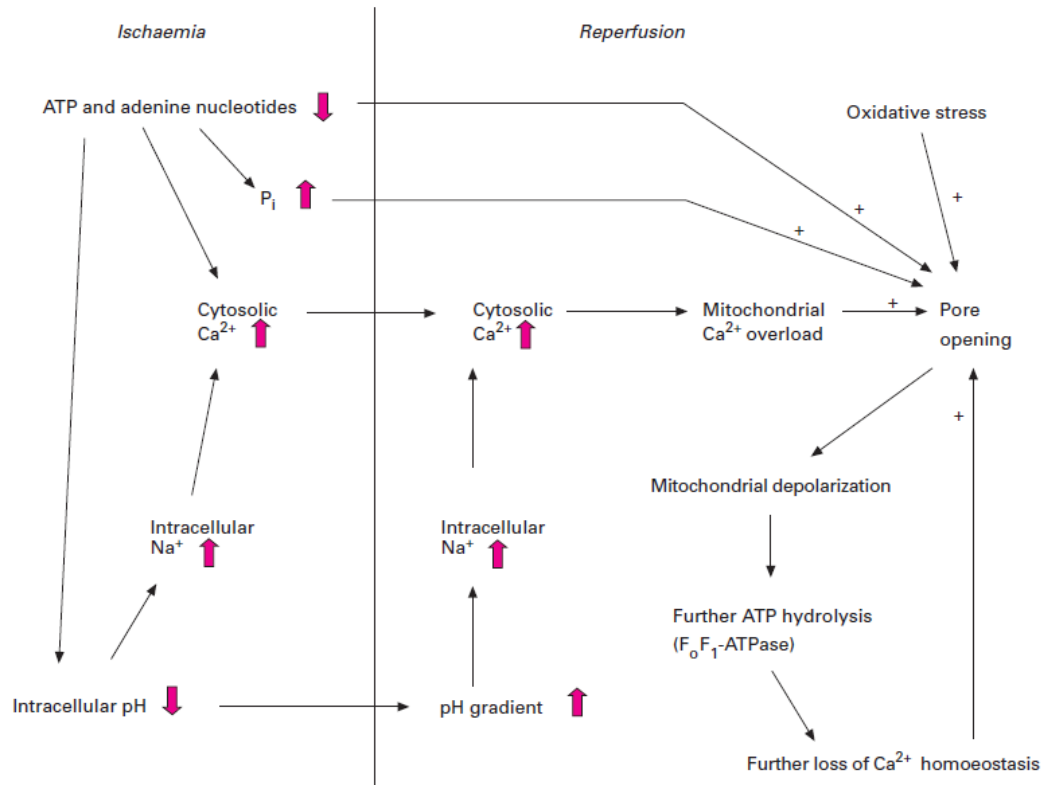 Ischaemia
Reperfusion
ATP and adenine nucleotides
Oxidative stress
Pᵢ
+
+
+
Cytosolic
Ca²⁺
Cytosolic
Ca²⁺
Mitochondrial
Ca²⁺ overload
+
Pore
opening
+
Mitochondrial depolarization
Intracellular
Na⁺
Intracellular
Na⁺
Further ATP hydrolysis
(FₒF₁-ATPase)
Intracellular pH
pH gradient
Further loss of Ca²⁺ homoeostasis